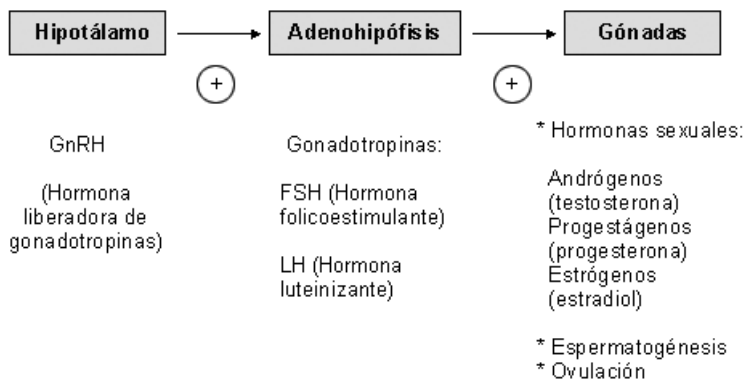 Hipotálamo
Adenohipófisis
Gónadas
+
+
GnRH
(Hormona
liberadora de
gonadotropinas)
Gonadotropinas:
FSH (Hormona
folicoestimulante)
LH (Hormona
luteinizante)
* Hormonas sexuales:
Andrógenos
(testosterona)
Progestágenos
(progesterona)
Estrógenos
(estradiol)
* Espermatogénesis
* Ovulación